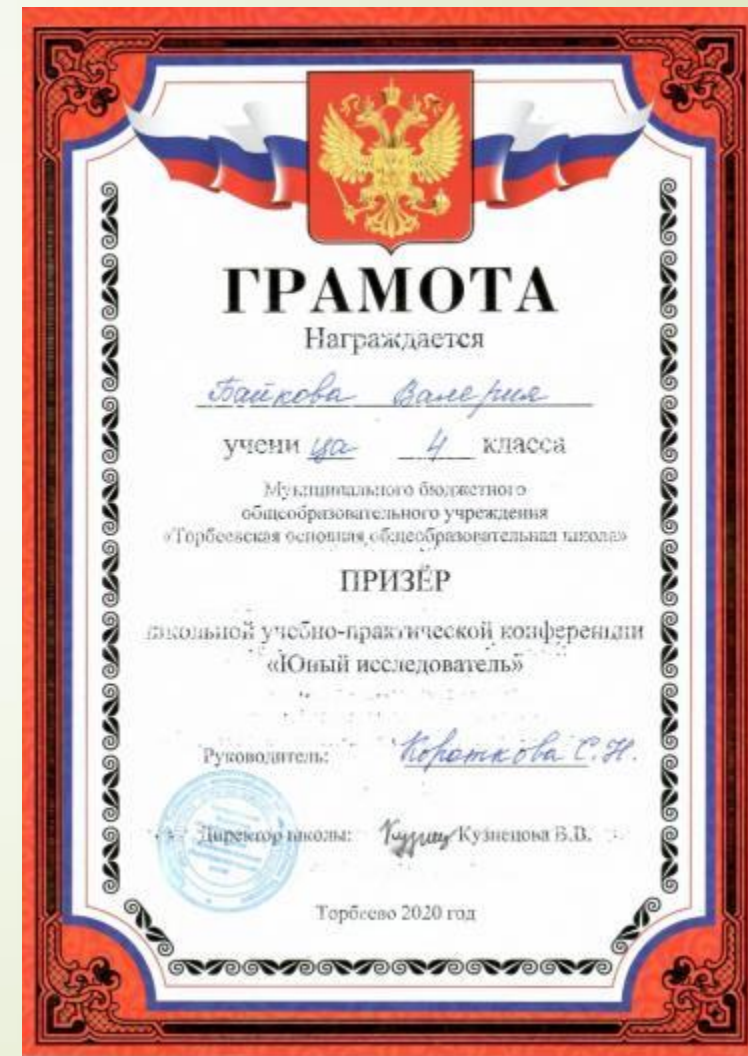 ГРАМОТА
Награждается
Байкова Валерия
учени ца 4 класса
Муниципального бюджетного
общеобразовательного учреждения
«Торбеевская основная общеобразовательная школа»
ПРИЗЁР
школьной учебно-практической конференции
«Юный исследователь»
Руководитель: Короткова С.Н.
Директор школы: Кузнецова В.В.
Торбеево 2020 год